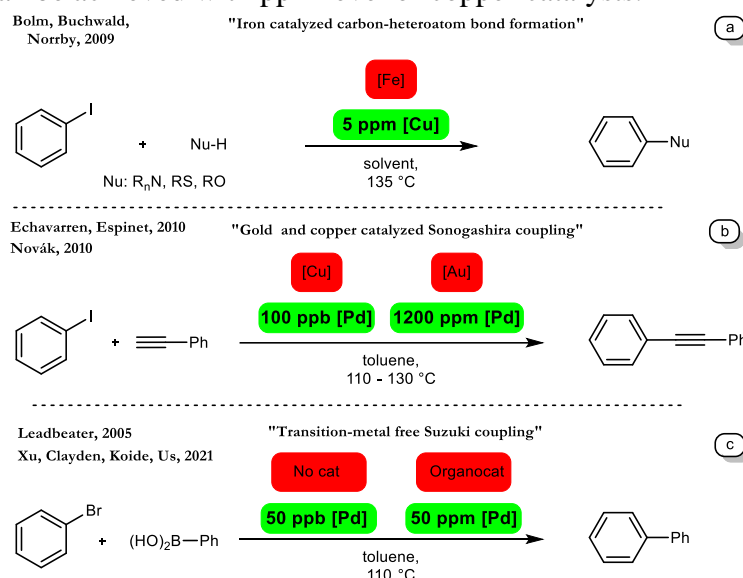 Bolm, Buchwald,
Norrby, 2009
"Iron catalyzed carbon-heteroatom bond formation"
a
[Fe]
5 ppm [Cu]
I
+
Nu-H
Nu
solvent,
135 °C
Nu: RnN, RS, RO
Echavarren, Espinet, 2010
Novák, 2010
"Gold and copper catalyzed Sonogashira coupling"
b
[Cu] [Au]
100 ppb [Pd] 1200 ppm [Pd]
I
+
Ph
Ph
toluene,
110 - 130 °C
Leadbeater, 2005
Xu, Clayden, Koide, Us, 2021
"Transition-metal free Suzuki coupling"
c
No cat Organocat
50 ppb [Pd] 50 ppm [Pd]
Br
+
(HO)2B-Ph
Ph
toluene,
110 °C